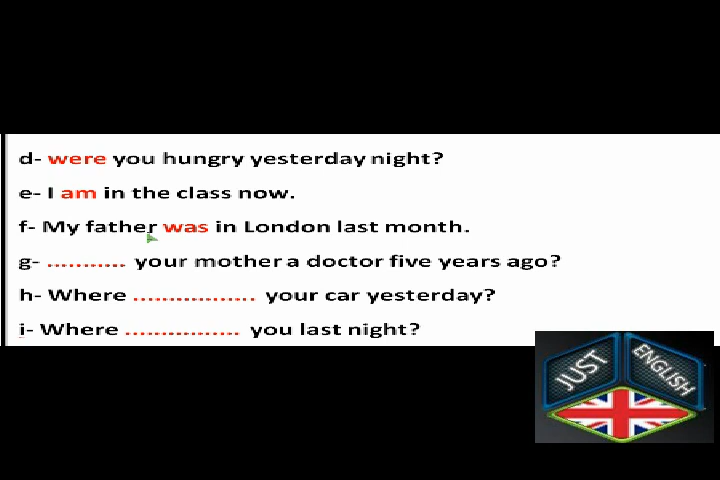 d- were you hungry yesterday night?
e- I am in the class now.
f- My father was in London last month.
g- ........... your mother a doctor five years ago?
h- Where ................. your car yesterday?
i- Where ................ you last night?
JUST ENGLISH